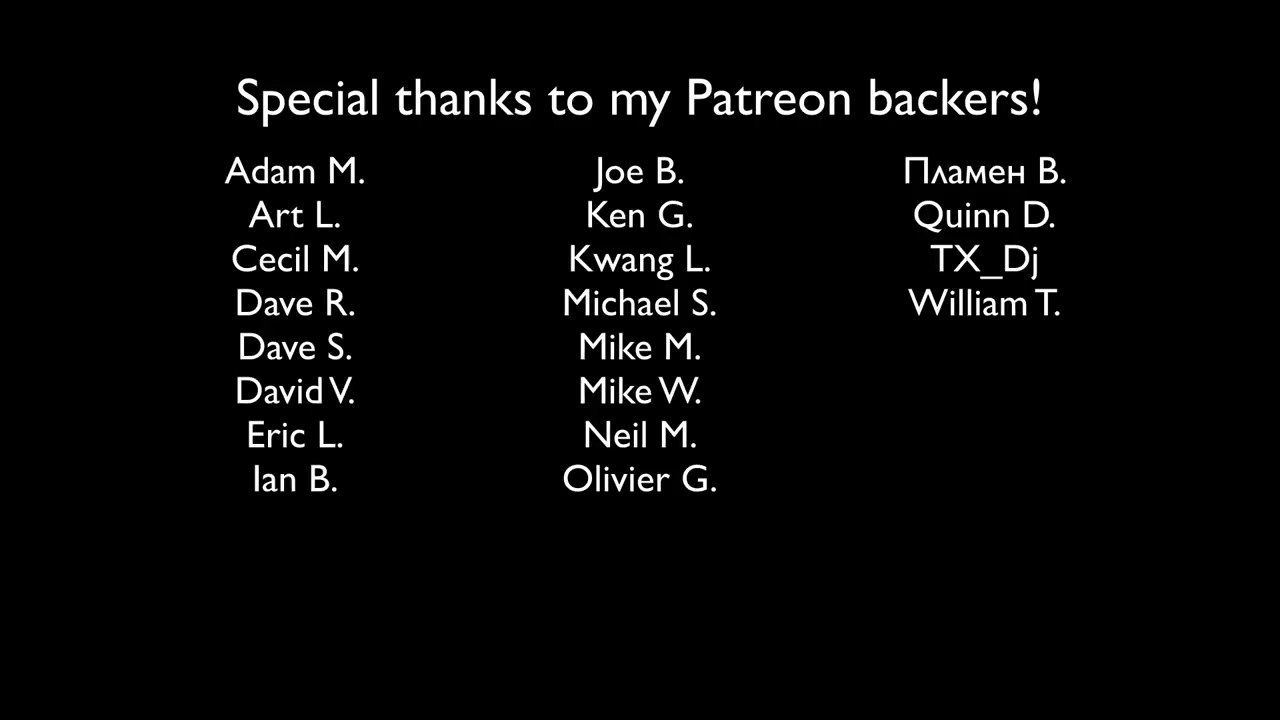 Special thanks to my Patreon backers!
Adam M.
Art L.
Cecil M.
Dave R.
Dave S.
David V.
Eric L.
Ian B.
Joe B.
Ken G.
Kwang L.
Michael S.
Mike M.
Mike W.
Neil M.
Olivier G.
Пламен В.
Quinn D.
TX_Dj
William T.